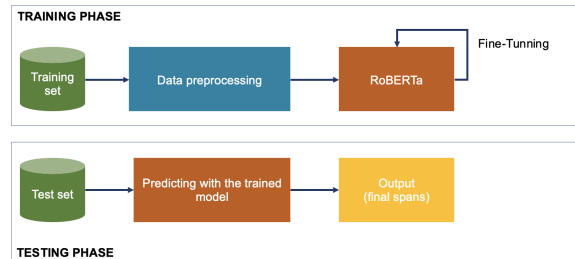 TRAINING PHASE
Fine-Tunning
Training
set
Data preprocessing
RoBERTa
Test set
Predicting with the trained
model
Output
(final spans)
TESTING PHASE